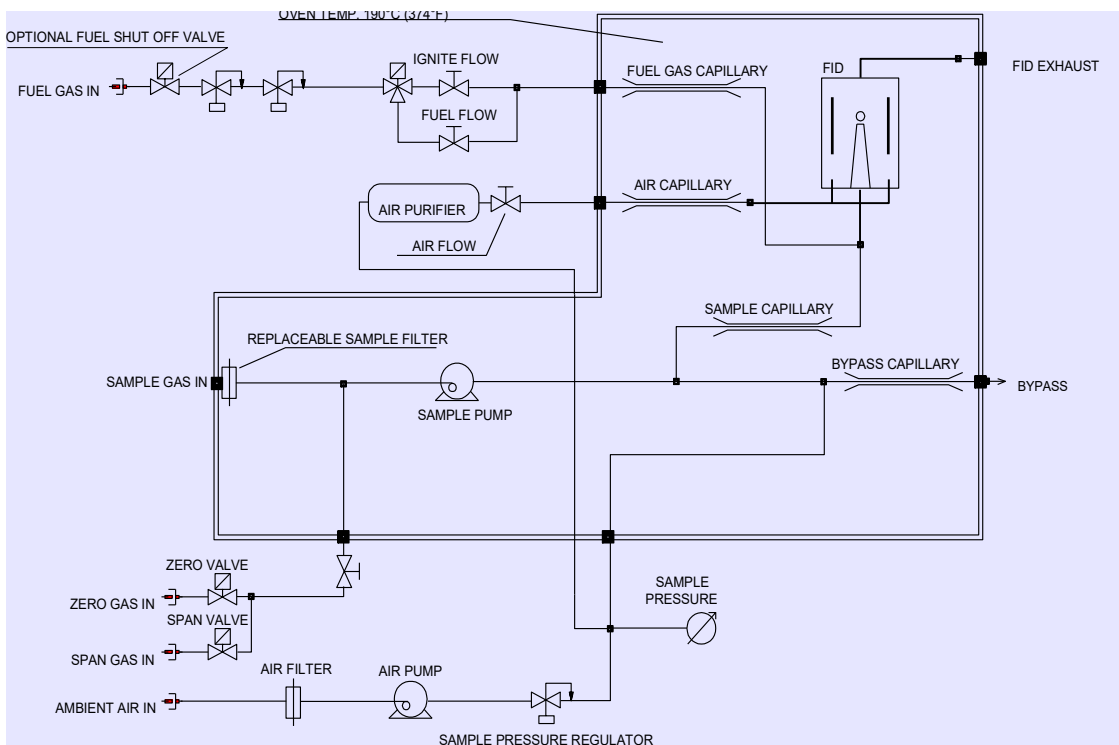 OVEN TEMP. 190°C (374°F)
OPTIONAL FUEL SHUT OFF VALVE
IGNITE FLOW
FUEL GAS CAPILLARY
FID
FID EXHAUST
FUEL GAS IN
FUEL FLOW
AIR CAPILLARY
AIR PURIFIER
AIR FLOW
SAMPLE CAPILLARY
REPLACEABLE SAMPLE FILTER
BYPASS CAPILLARY
SAMPLE GAS IN
BYPASS
SAMPLE PUMP
ZERO VALVE
SAMPLE
PRESSURE
ZERO GAS IN
SPAN VALVE
SPAN GAS IN
AIR FILTER
AIR PUMP
AMBIENT AIR IN
SAMPLE PRESSURE REGULATOR